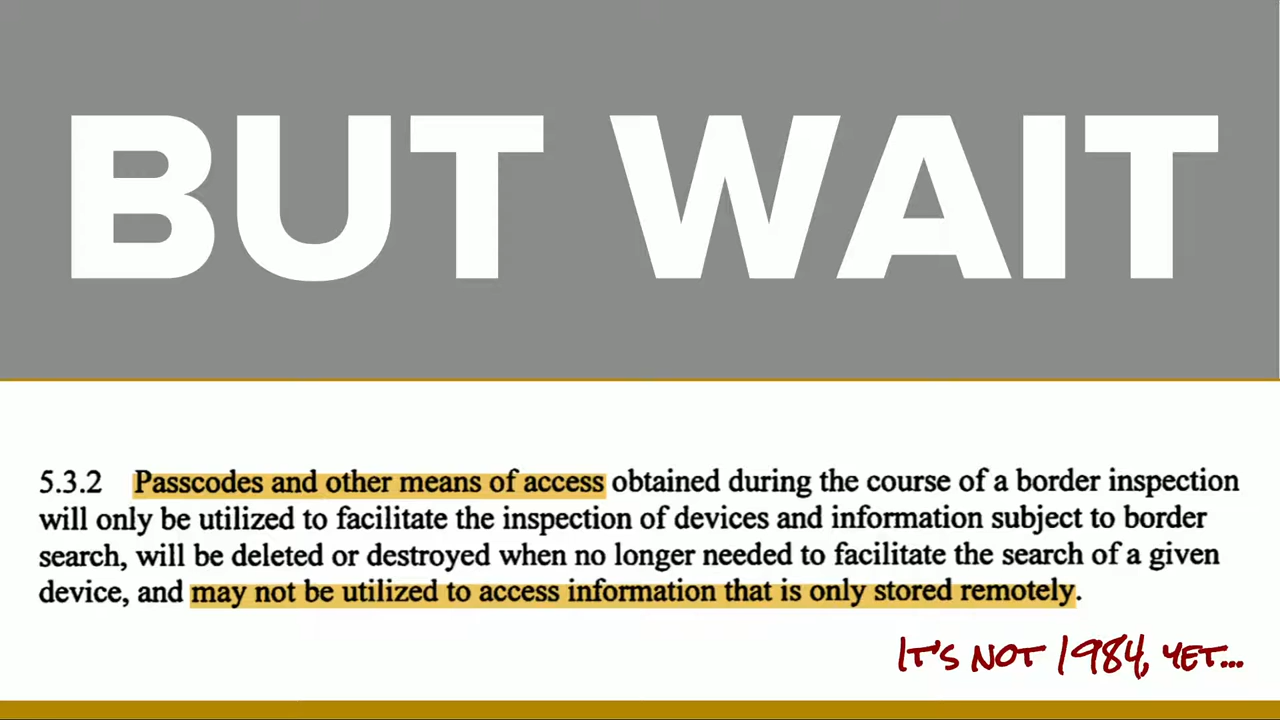 BUT WAIT
5.3.2 Passcodes and other means of access obtained during the course of a border inspection
will only be utilized to facilitate the inspection of devices and information subject to border
search, will be deleted or destroyed when no longer needed to facilitate the search of a given
device, and may not be utilized to access information that is only stored remotely.
IT'S NOT 1984, YET...